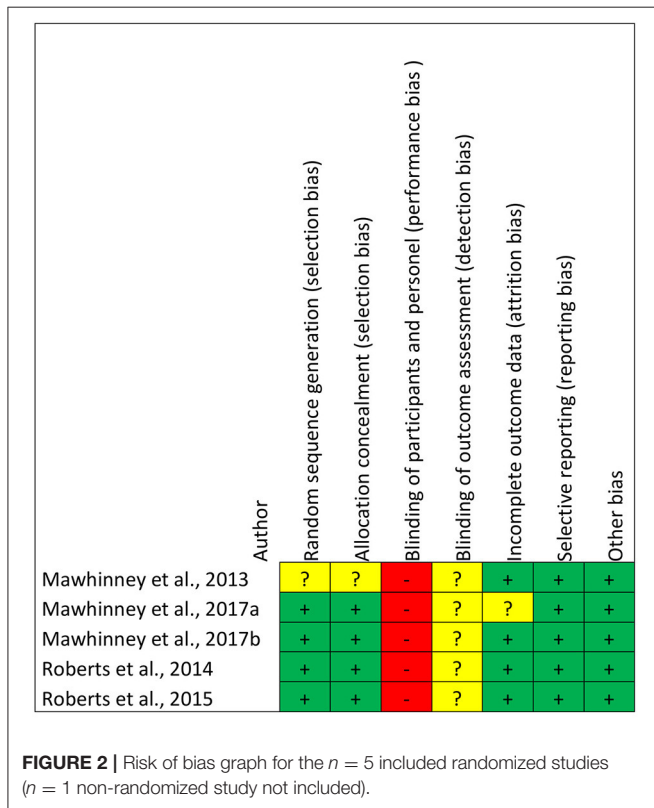 Author
Random sequence generation (selection bias)
Allocation concealment (selection bias)
Blinding of participants and personel (performance bias )
Blinding of outcome assessment (detection bias)
Incomplete outcome data (attrition bias)
Selective reporting (reporting bias)
Other bias
Mawhinney et al., 2013 ? ? - ? + + +
Mawhinney et al., 2017a + + - ? ? + +
Mawhinney et al., 2017b + + - ? + + +
Roberts et al., 2014 + + - ? + + +
Roberts et al., 2015 + + - ? + + +
FIGURE 2 | Risk of bias graph for the n = 5 included randomized studies
(n = 1 non-randomized study not included).